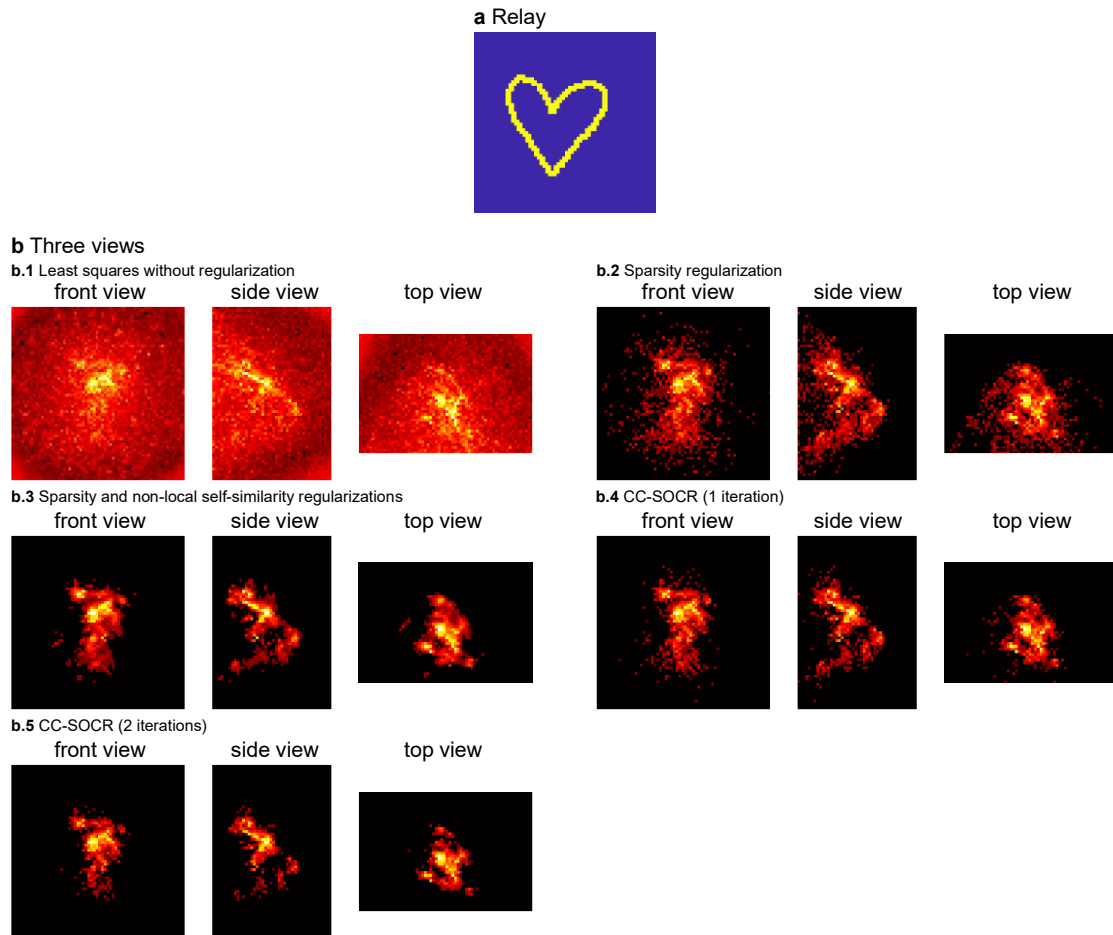 a Relay
b Three views
b.1 Least squares without regularization
front view side view top view
b.2 Sparsity regularization
front view side view top view
b.3 Sparsity and non-local self-similarity regularizations
front view side view top view
b.4 CC-SOCR (1 iteration)
front view side view top view
b.5 CC-SOCR (2 iterations)
front view side view top view